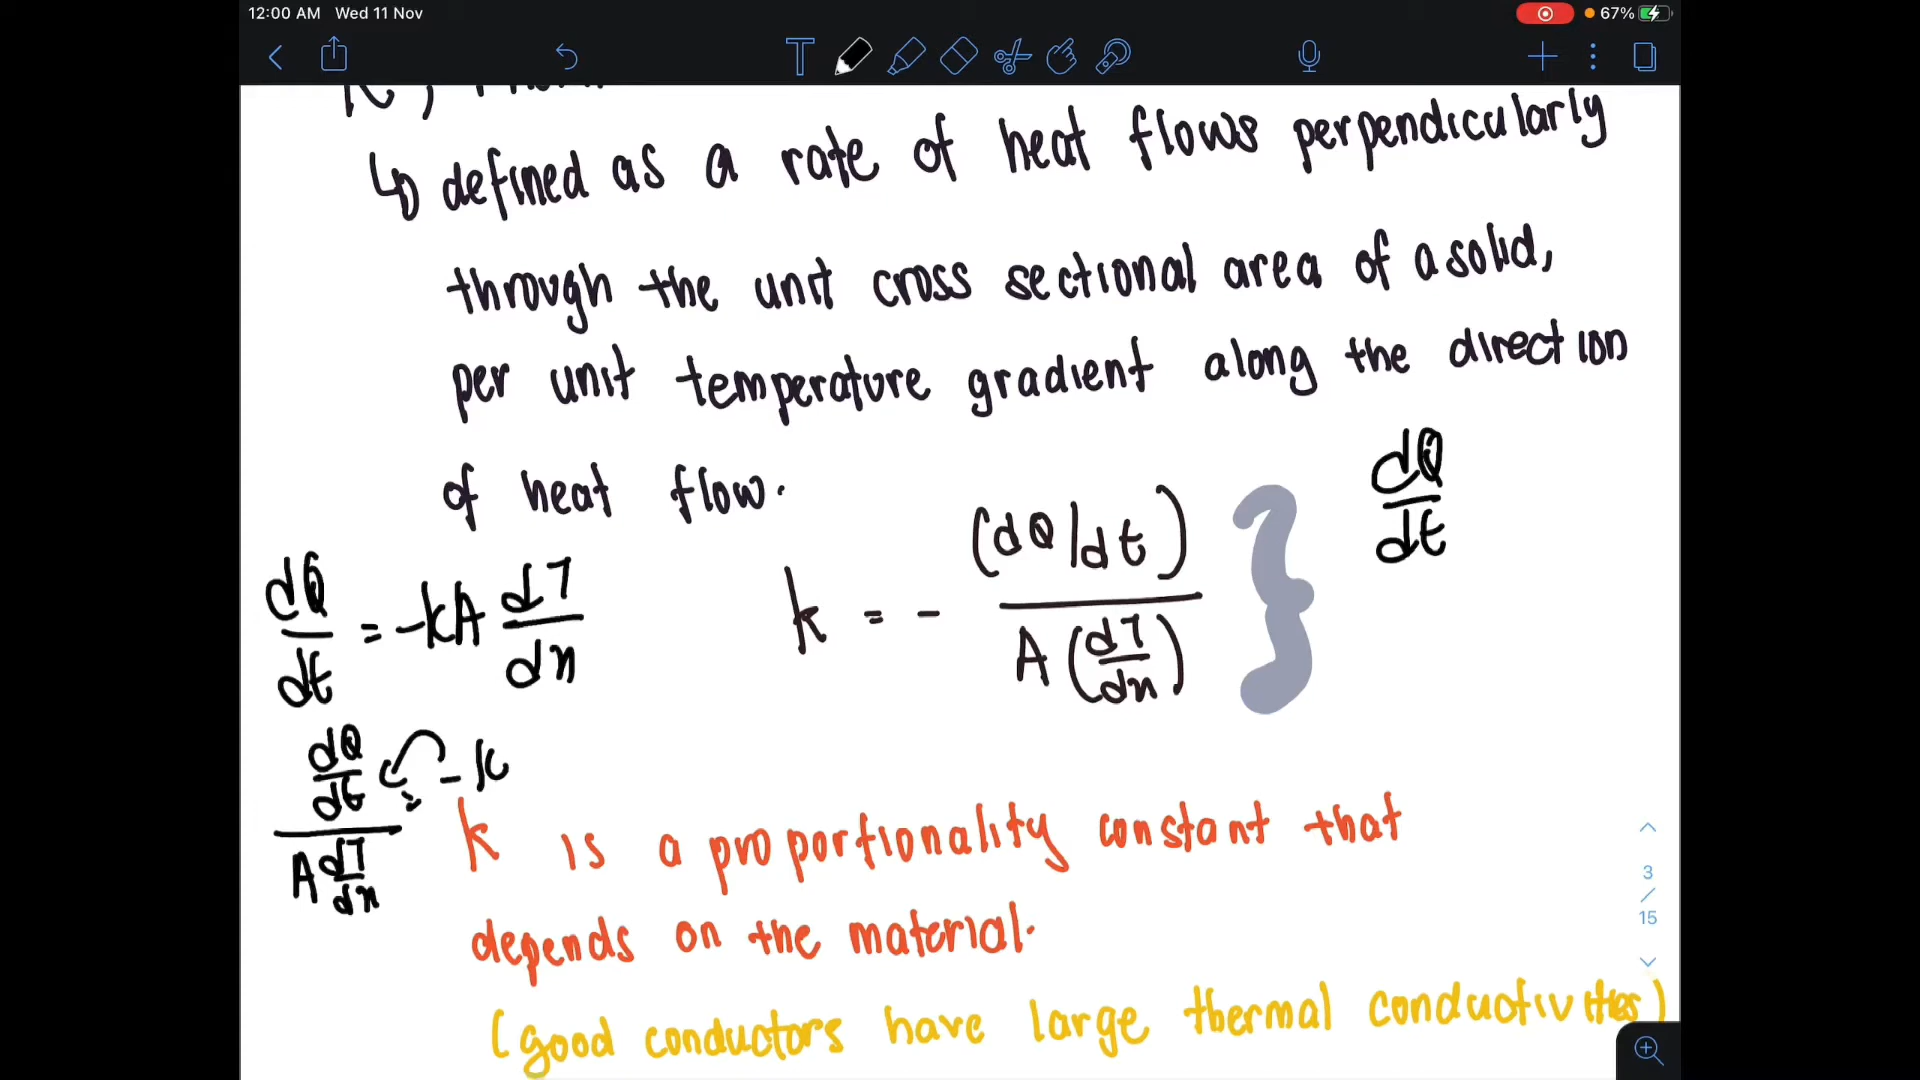 12:00 AM Wed 11 Nov
67%
T
defined as a rate of heat flows perpendicularly
through the unit cross sectional area of a solid,
per unit temperature gradient along the direction
of heat flow.
dQ/dt
dQ/dt = -kA dT/dx
k = - (dQ/dt) / A(dT/dx)
dQ/dt / A dT/dx = -k
k is a proportionality constant that
depends on the material.
(good conductors have large thermal conductivities)
3
/
15